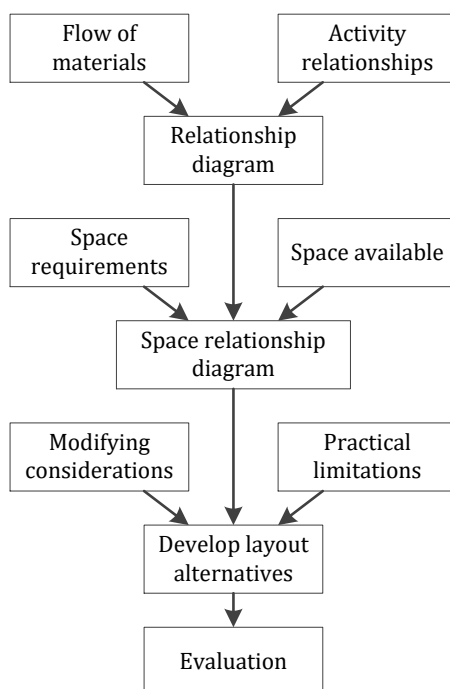 Flow of
materials
Activity
relationships
Relationship
diagram
Space
requirements
Space available
Space relationship
diagram
Modifying
considerations
Practical
limitations
Develop layout
alternatives
Evaluation